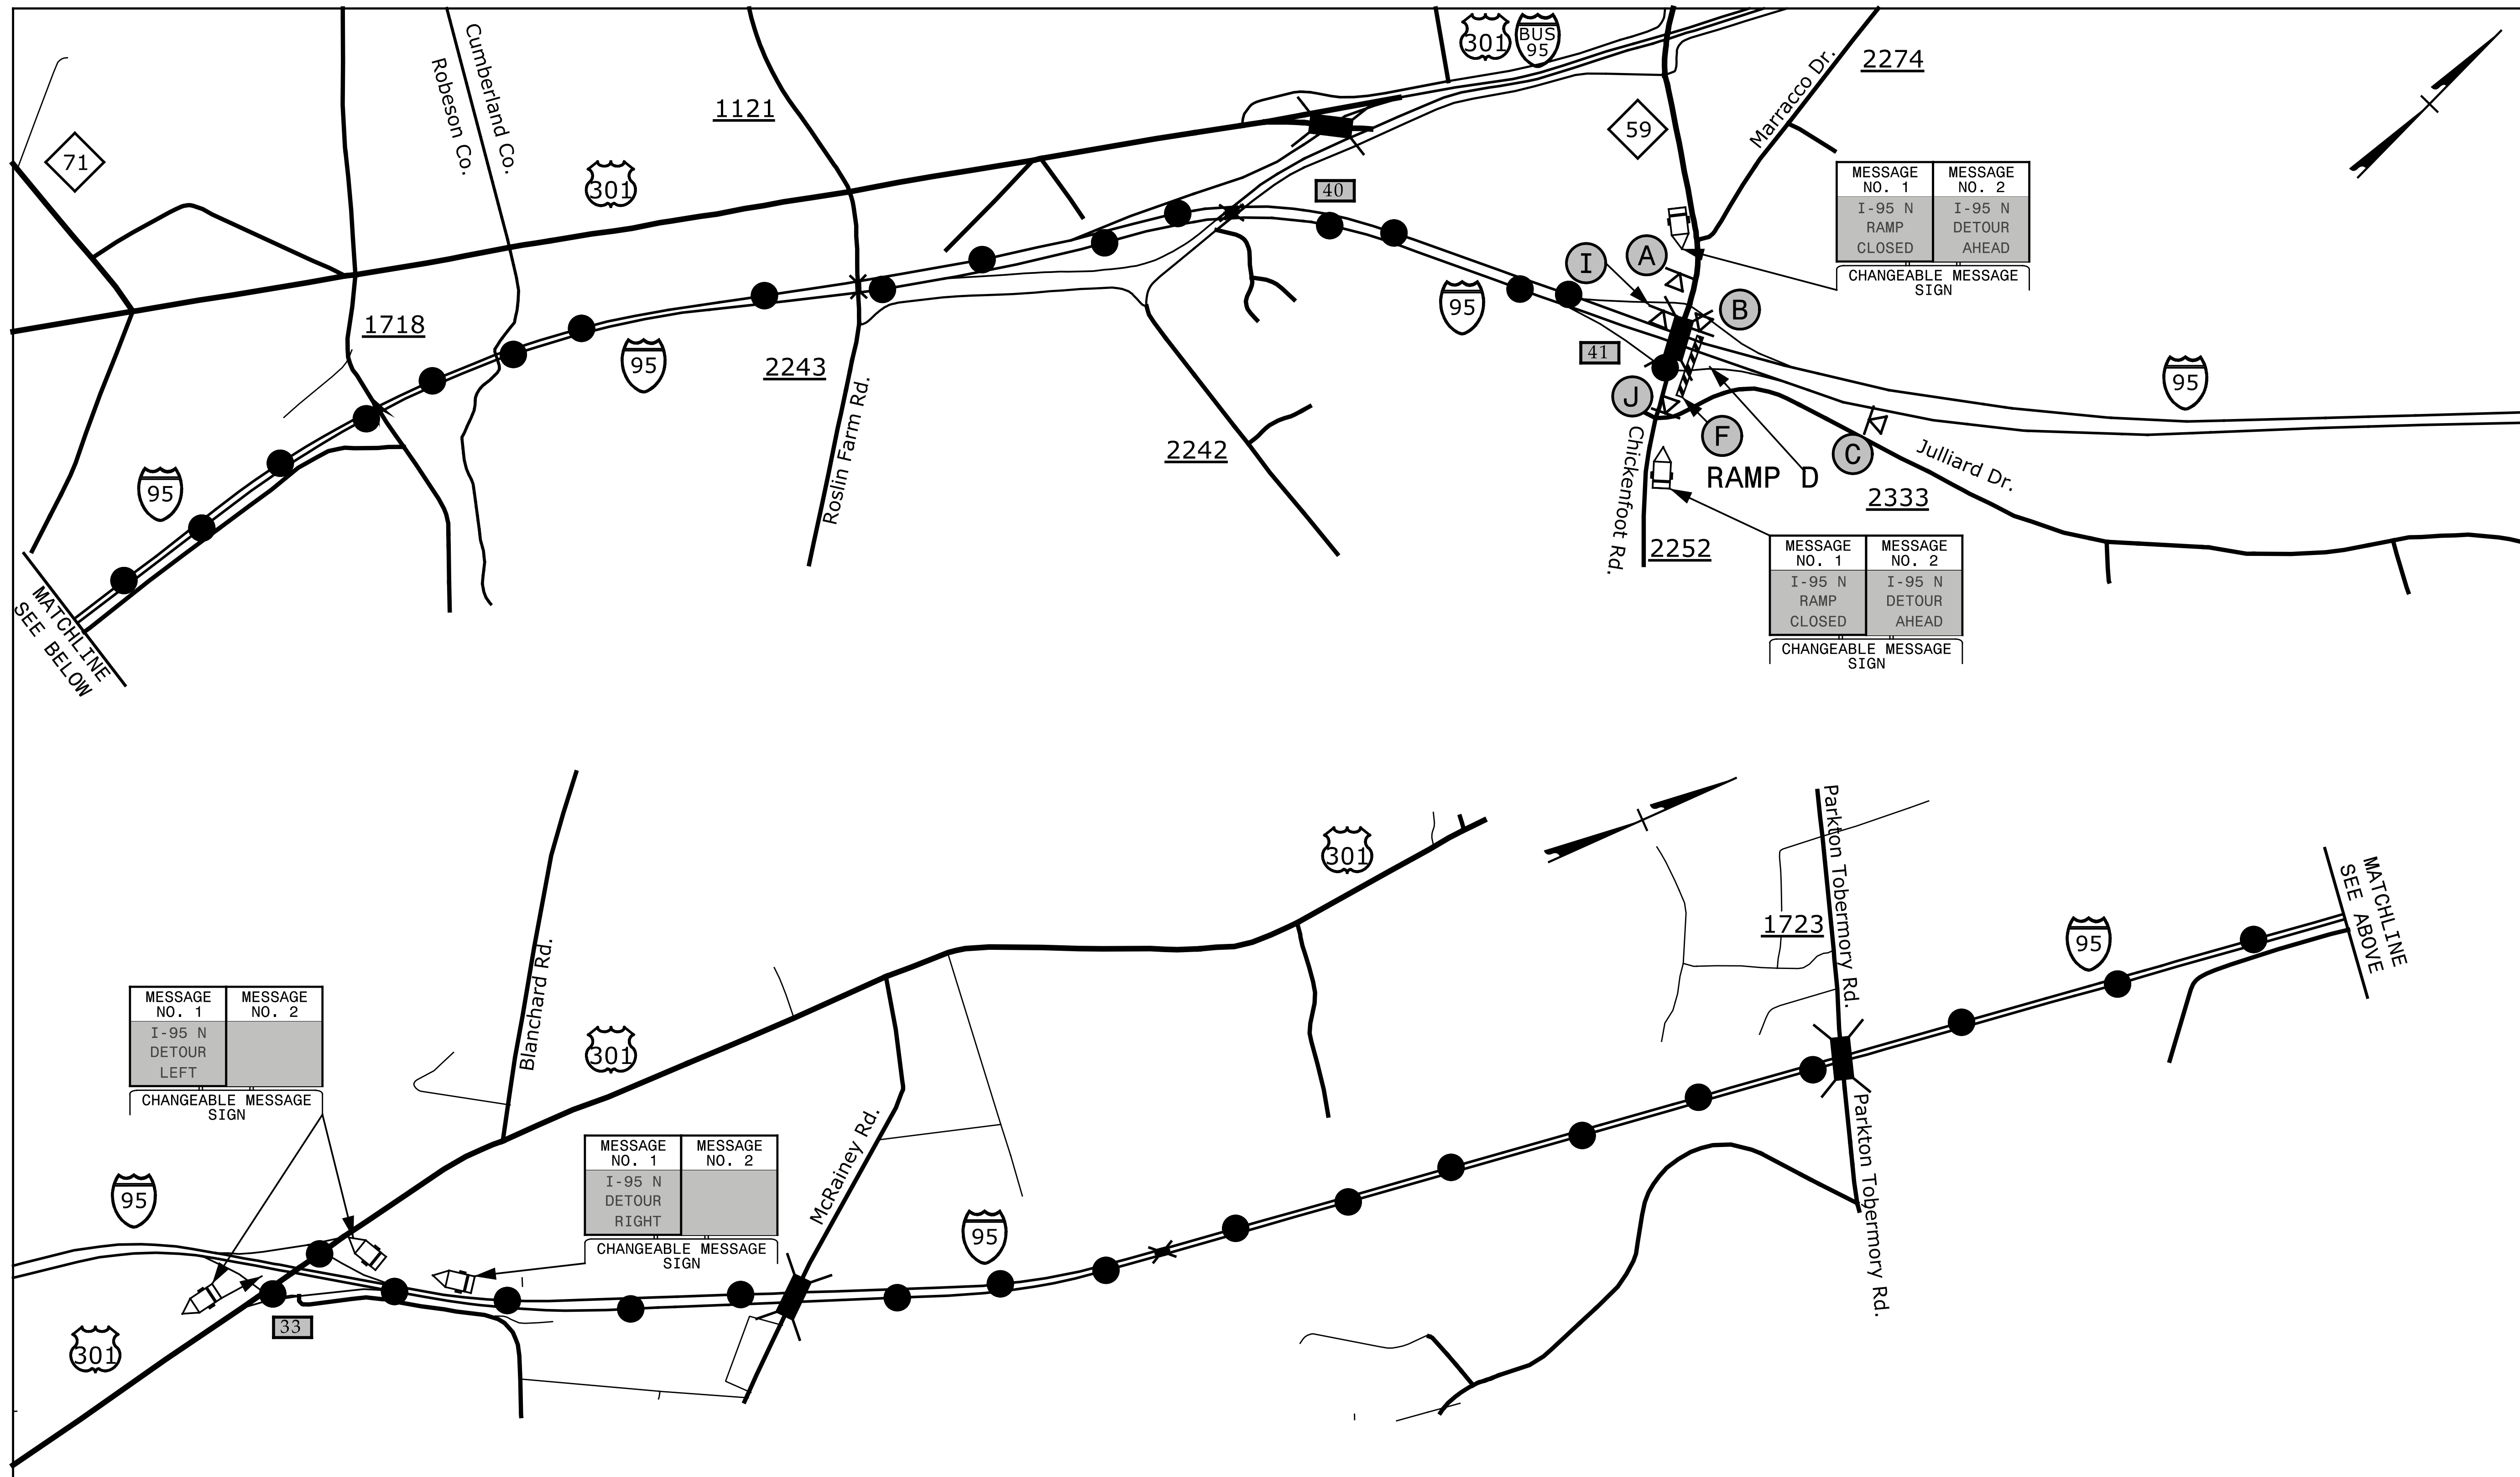 301
BUS
95
2274
Marracco Dr.
Cumberland Co.
Robeson Co.
1121
59
71
301
40
MESSAGE NO. 1
MESSAGE NO. 2
I-95 N
RAMP
CLOSED
I-95 N
DETOUR
AHEAD
CHANGEABLE MESSAGE
SIGN
I
A
B
95
1718
95
2243
41
95
Roslin Farm Rd.
J
F
C
2242
Chickenfoot Rd.
RAMP D
Julliard Dr.
2333
95
2252
MESSAGE NO. 1
MESSAGE NO. 2
I-95 N
RAMP
CLOSED
I-95 N
DETOUR
AHEAD
CHANGEABLE MESSAGE
SIGN
MATCHLINE
SEE BELOW
301
Parkton Tobermory Rd.
1723
95
MATCHLINE
SEE ABOVE
Blanchard Rd.
301
MESSAGE NO. 1
MESSAGE NO. 2
I-95 N
DETOUR
LEFT
CHANGEABLE MESSAGE
SIGN
MESSAGE NO. 1
MESSAGE NO. 2
I-95 N
DETOUR
RIGHT
CHANGEABLE MESSAGE
SIGN
McRainey Rd.
Parkton Tobermory Rd.
95
95
33
301